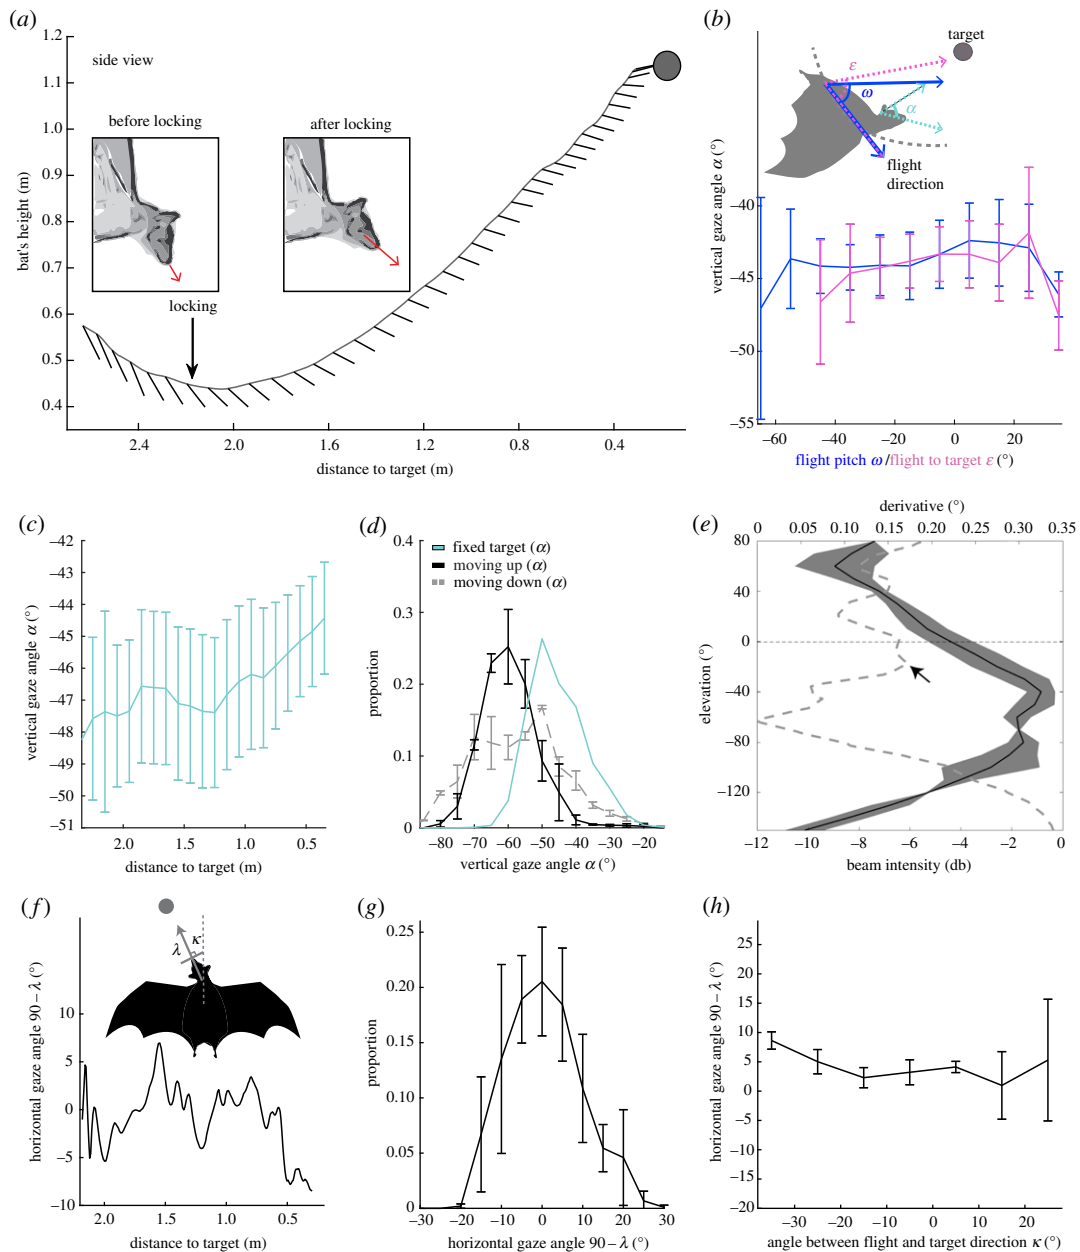 (a)
side view
before locking
after locking
locking
bat's height (m)
1.2
1.1
1.0
0.9
0.8
0.7
0.6
0.5
0.4
2.4 2.0 1.6 1.2 0.8 0.4
distance to target (m)
(b)
target
ε
ω
α
flight
direction
vertical gaze angle α (°)
−40
−45
−50
−55
−60 −40 −20 0 20
flight pitch ω/flight to target ε (°)
(c)
vertical gaze angle α (°)
−42
−43
−44
−45
−46
−47
−48
−49
−50
−51
2.0 1.5 1.0 0.5
distance to target (m)
(d)
fixed target (α)
moving up (α)
moving down (α)
proportion
0.4
0.3
0.2
0.1
0
−80 −70 −60 −50 −40 −30 −20
vertical gaze angle α (°)
(e)
derivative (°)
0 0.05 0.10 0.15 0.20 0.25 0.30 0.35
elevation (°)
80
40
0
−40
−80
−120
−12 −10 −8 −6 −4 −2 0
beam intensity (db)
(f)
λ
κ
horizontal gaze angle 90 – λ (°)
10
5
0
−5
−10
2.0 1.5 1.0 0.5
distance to target (m)
(g)
proportion
0.25
0.20
0.15
0.10
0.05
0
−30 −20 −10 0 10 20 30
horizontal gaze angle 90 – λ (°)
(h)
horizontal gaze angle 90 – λ (°)
25
20
15
10
5
0
−5
−10
−15
−20
−30 −20 −10 0 10 20
angle between flight and target direction κ (°)